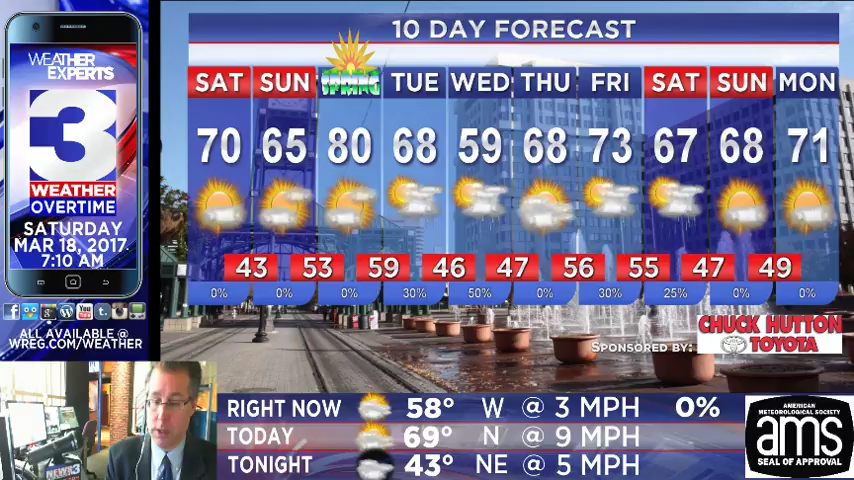 WEATHER
EXPERTS
3
WEATHER
OVERTIME
SATURDAY
MAR 18, 2017
7:10 AM
ALL AVAILABLE @
WREG.COM/WEATHER
10 DAY FORECAST
SAT SUN SPRING TUE WED THU FRI SAT SUN MON
70 65 80 68 59 68 73 67 68 71
43 53 59 46 47 56 55 47 49
0% 0% 0% 30% 50% 0% 30% 25% 0% 0%
SPONSORED BY: CHUCK HUTTON
TOYOTA
RIGHT NOW 58° W @ 3 MPH 0%
TODAY 69° N @ 9 MPH
TONIGHT 43° NE @ 5 MPH
NEWS 3
AMERICAN
METEOROLOGICAL SOCIETY
ams
SEAL OF APPROVAL